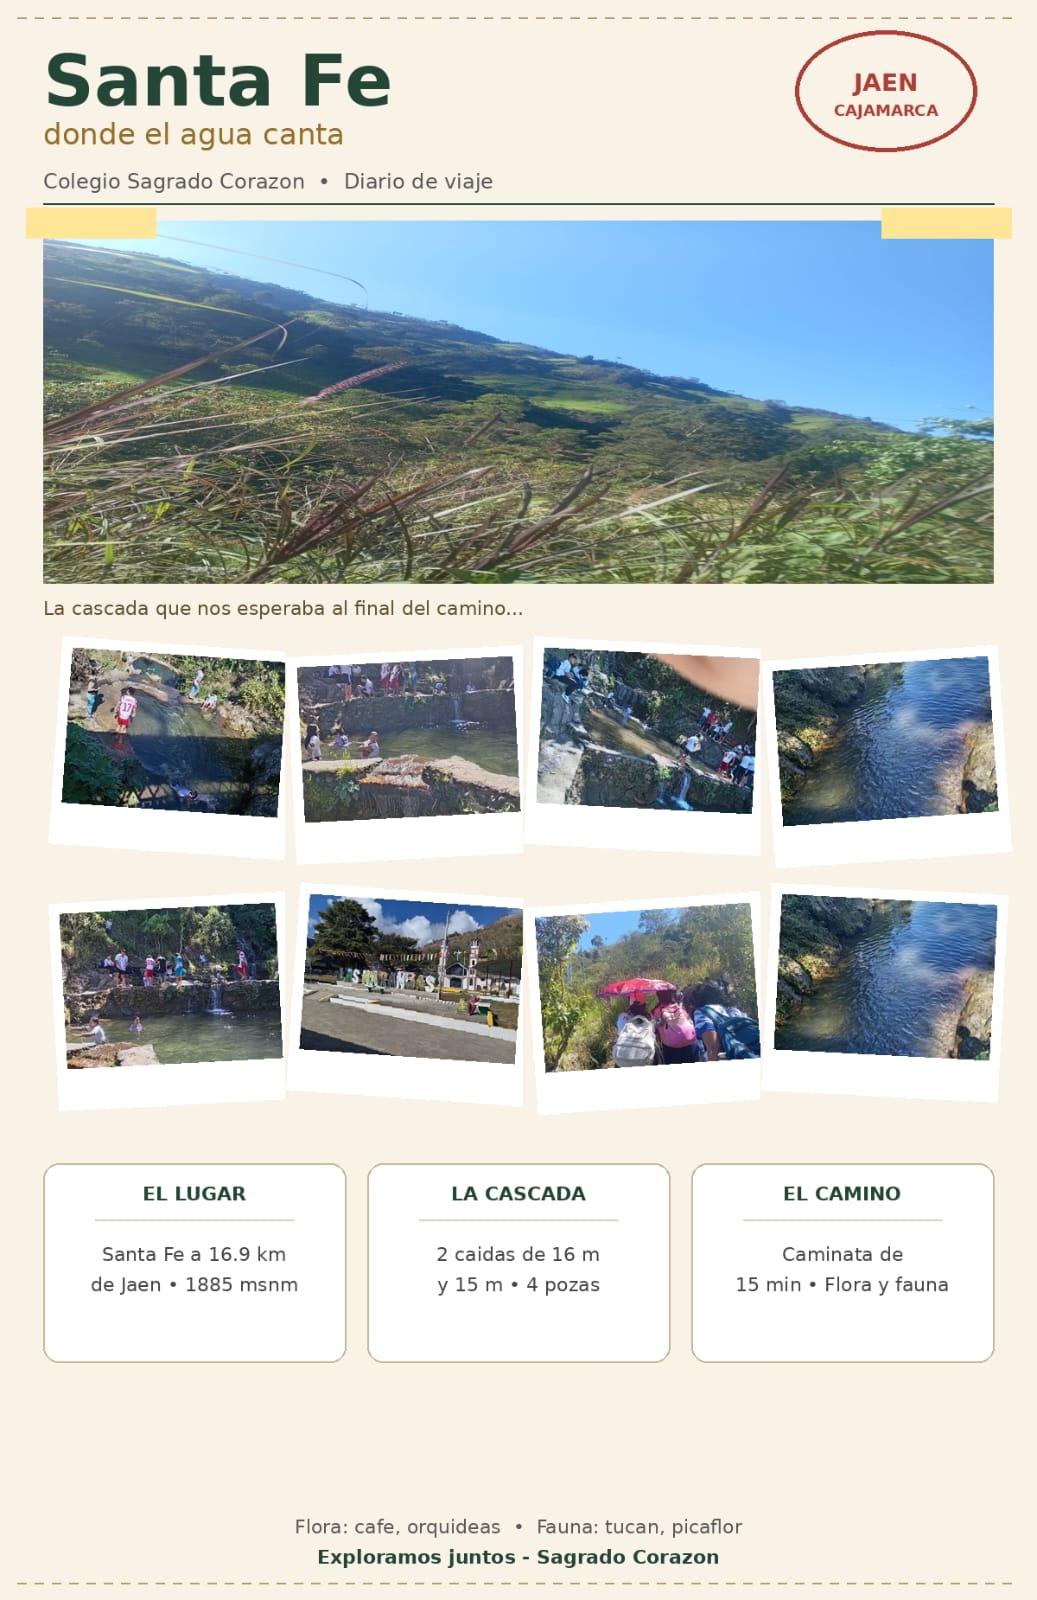 Santa Fe
donde el agua canta
Colegio Sagrado Corazon • Diario de viaje
JAEN
CAJAMARCA
La cascada que nos esperaba al final del camino...
17
EL LUGAR
Santa Fe a 16.9 km
de Jaen • 1885 msnm
LA CASCADA
2 caidas de 16 m
y 15 m • 4 pozas
EL CAMINO
Caminata de
15 min • Flora y fauna
Flora: cafe, orquideas • Fauna: tucan, picaflor
Exploramos juntos - Sagrado Corazon